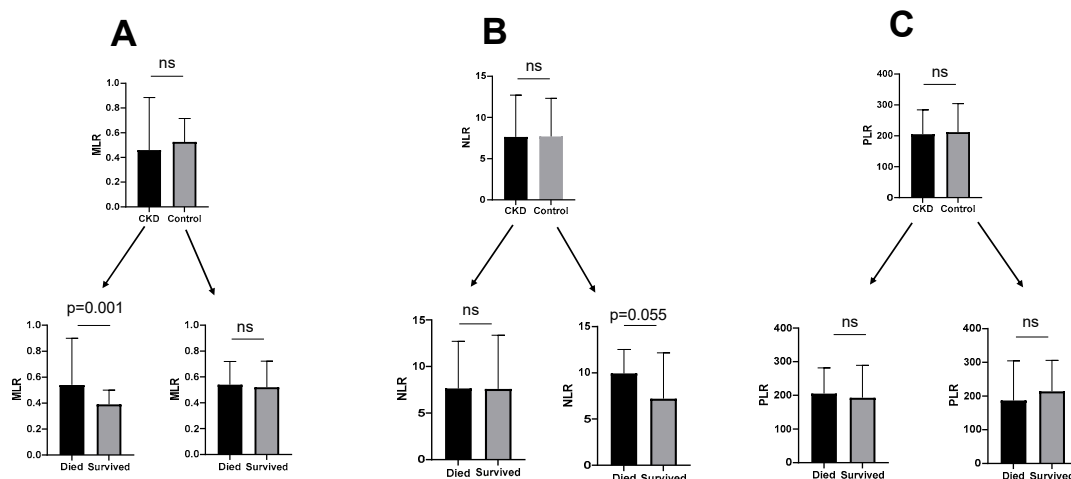 A
ns
1.0
0.8
0.6
0.4
0.2
0.0
MLR
CKD Control
p=0.001
1.0
0.8
0.6
0.4
0.2
0.0
MLR
Died Survived
ns
1.0
0.8
0.6
0.4
0.2
0.0
MLR
Died Survived
B
ns
15
10
5
0
NLR
CKD Control
ns
15
10
5
0
NLR
Died Survived
p=0.055
15
10
5
0
NLR
Died Survived
C
ns
400
300
200
100
0
PLR
CKD Control
ns
400
300
200
100
0
PLR
Died Survived
ns
400
300
200
100
0
PLR
Died Survived